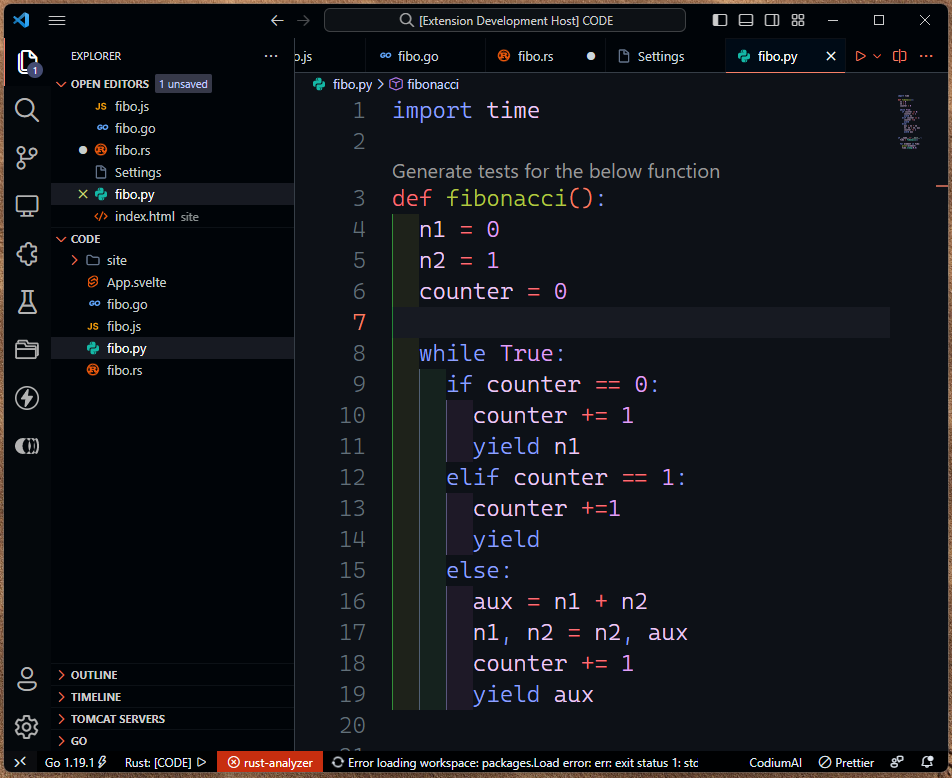 [Extension Development Host] CODE
EXPLORER
OPEN EDITORS 1 unsaved
JS fibo.js
GO fibo.go
fibo.rs
Settings
fibo.py
index.html site
CODE
site
App.svelte
GO fibo.go
JS fibo.js
fibo.py
fibo.rs
OUTLINE
TIMELINE
TOMCAT SERVERS
GO
o.js
GO fibo.go
fibo.rs
Settings
fibo.py
fibo.py > fibonacci
1 import time
2
Generate tests for the below function
3 def fibonacci():
4 n1 = 0
5 n2 = 1
6 counter = 0
7
8 while True:
9 if counter == 0:
10 counter += 1
11 yield n1
12 elif counter == 1:
13 counter +=1
14 yield
15 else:
16 aux = n1 + n2
17 n1, n2 = n2, aux
18 counter += 1
19 yield aux
20
1
Go 1.19.1 Rust: [CODE] rust-analyzer Error loading workspace: packages.Load error: err: exit status 1: stc CodiumAI Prettier